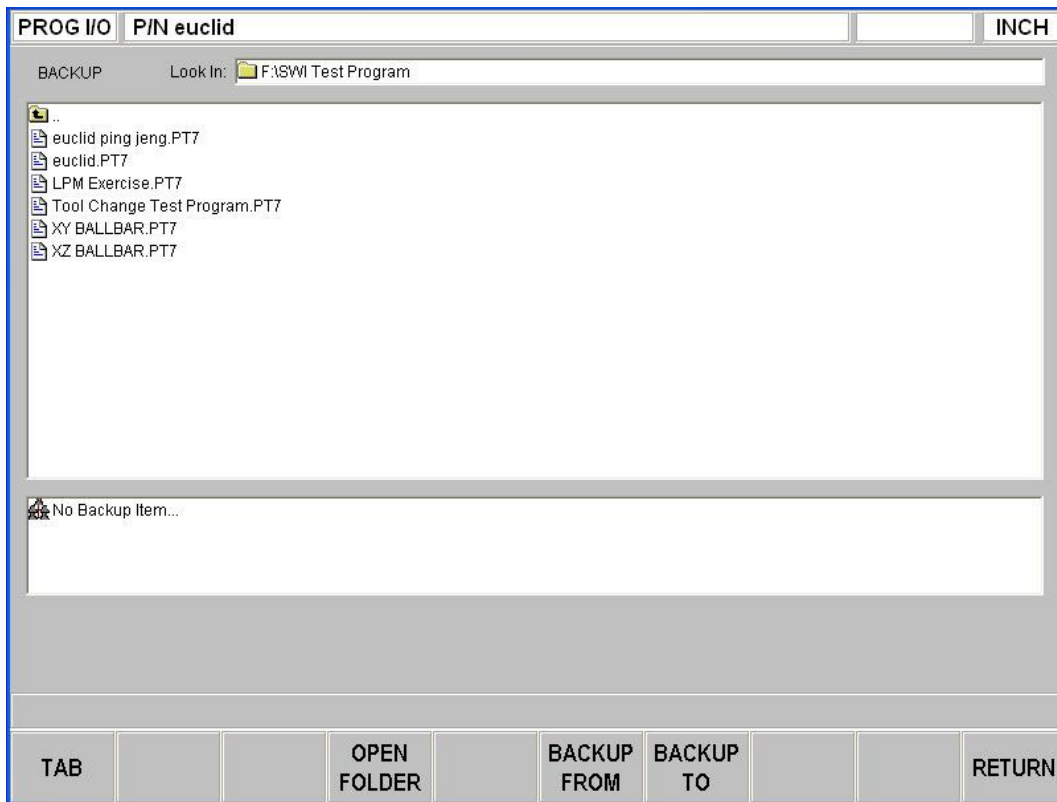 PROG I/O P/N euclid INCH
BACKUP Look In: F:\SWI Test Program
..
euclid ping jeng.PT7
euclid.PT7
LPM Exercise.PT7
Tool Change Test Program.PT7
XY BALLBAR.PT7
XZ BALLBAR.PT7
No Backup Item...
TAB OPEN FOLDER BACKUP FROM BACKUP TO RETURN